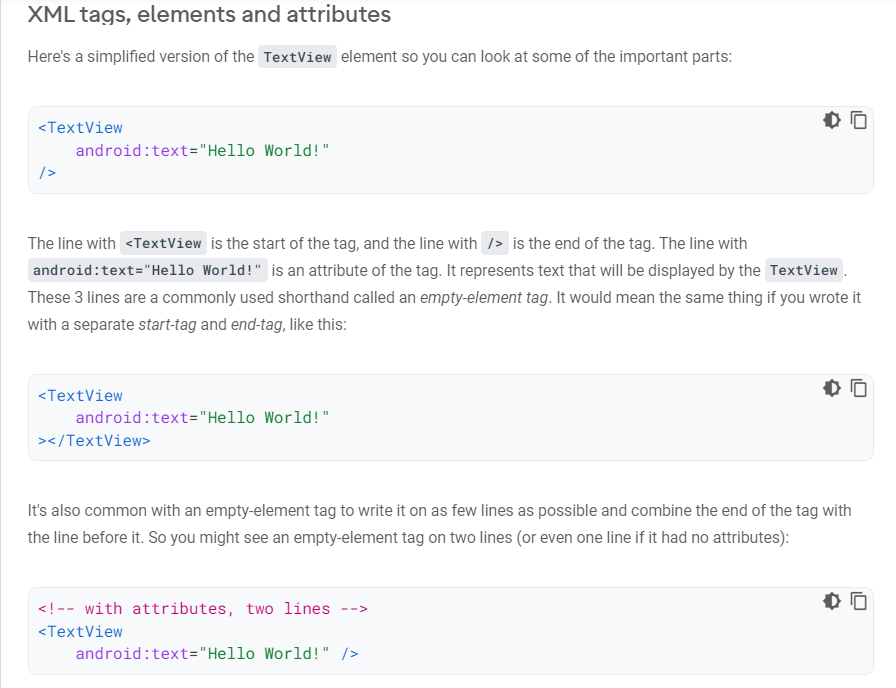 XML tags, elements and attributes
Here's a simplified version of the TextView element so you can look at some of the important parts:
<TextView
    android:text="Hello World!"
/>
The line with <TextView is the start of the tag, and the line with /> is the end of the tag. The line with
android:text="Hello World!" is an attribute of the tag. It represents text that will be displayed by the TextView.
These 3 lines are a commonly used shorthand called an empty-element tag. It would mean the same thing if you wrote it
with a separate start-tag and end-tag, like this:
<TextView
    android:text="Hello World!"
></TextView>
It's also common with an empty-element tag to write it on as few lines as possible and combine the end of the tag with
the line before it. So you might see an empty-element tag on two lines (or even one line if it had no attributes):
<!-- with attributes, two lines -->
<TextView
    android:text="Hello World!" />